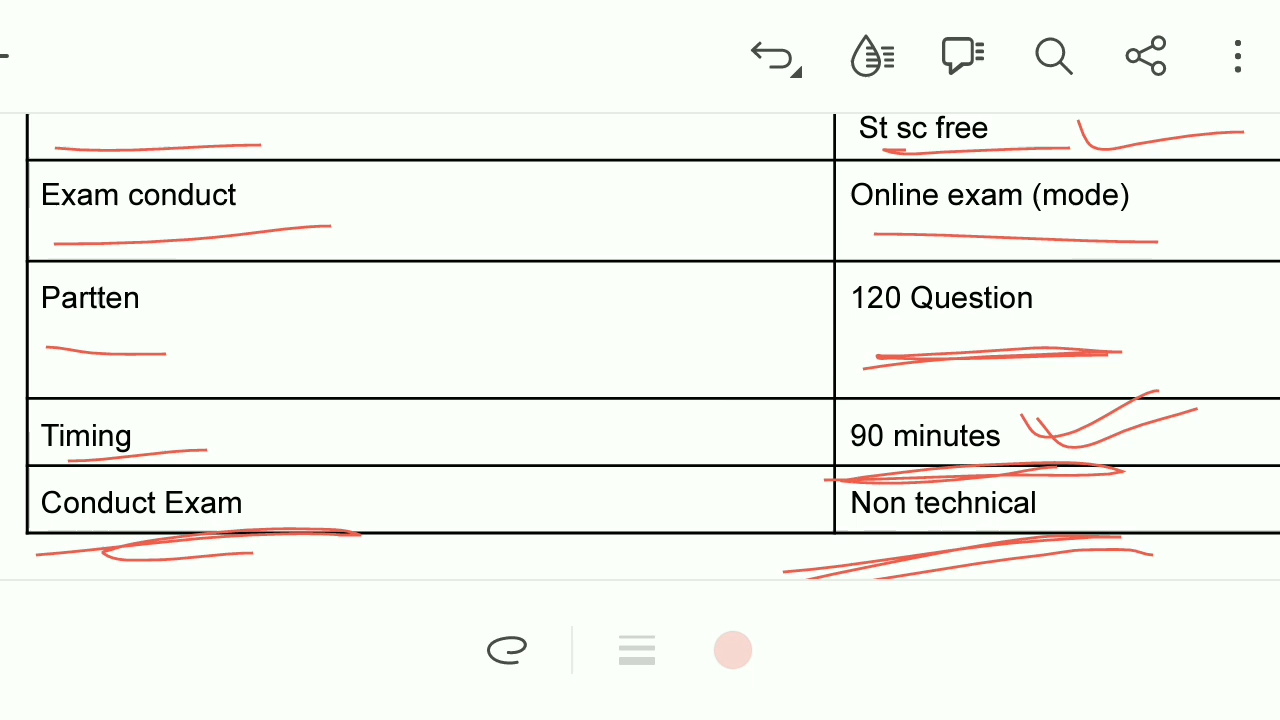 St sc free
Exam conduct
Online exam (mode)
Partten
120 Question
Timing
90 minutes
Conduct Exam
Non technical